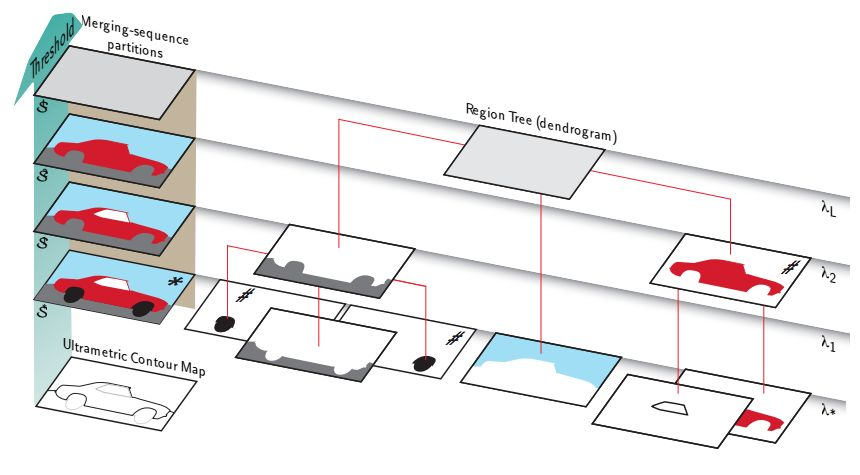 Merging-sequence
partitions
Threshold
S
Region Tree (dendrogram)
λL
S
λ2
S
*
#
#
λ1
S
#
Ultrametric Contour Map
λ*